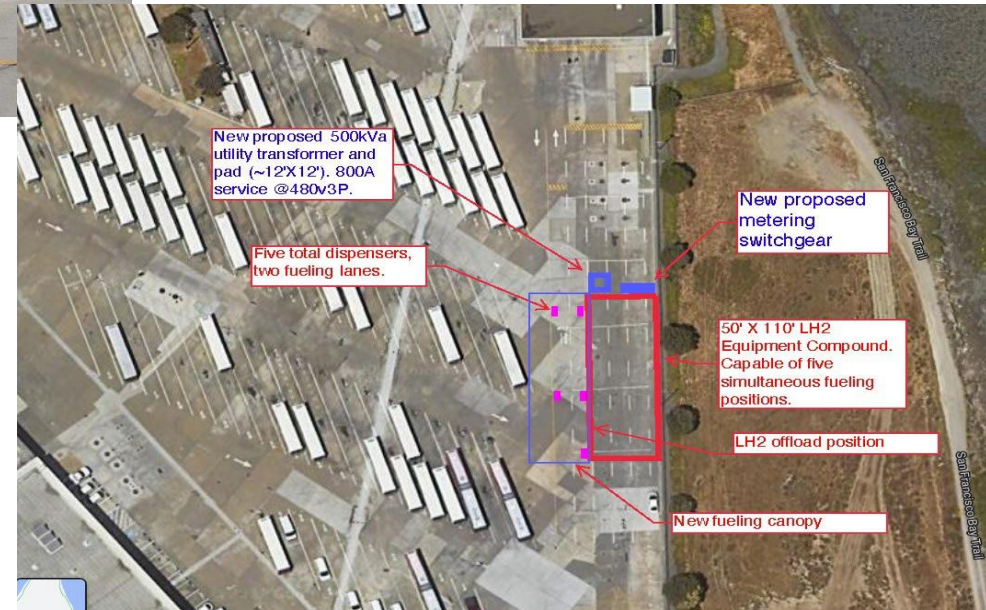 New proposed 500kVa
utility transformer and
pad (~12'X12'). 800A
service @480v3P.
New proposed
metering
switchgear
Five total dispensers,
two fueling lanes.
50' X 110' LH2
Equipment Compound.
Capable of five
simultaneous fueling
positions.
LH2 offload position
New fueling canopy
San Francisco Bay Trail
San Francisco Bay Trail